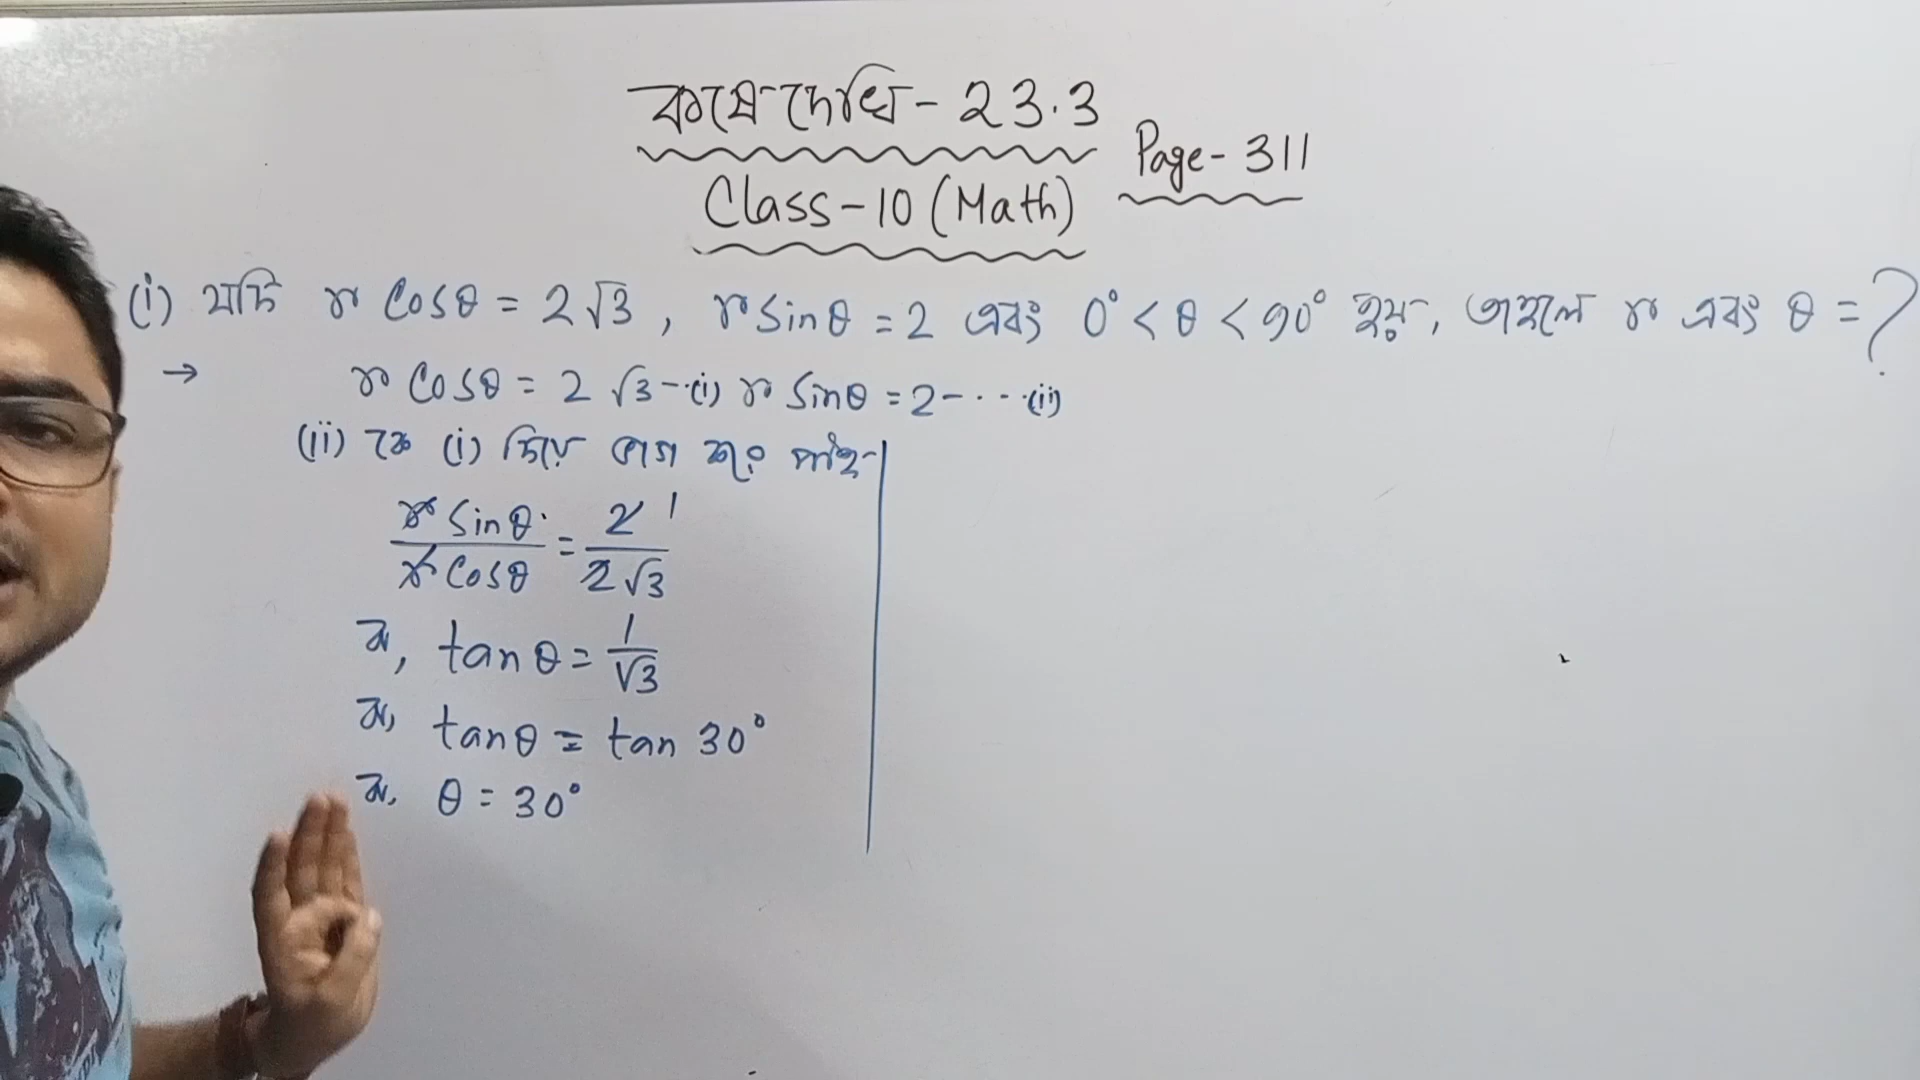 কষে দেখি - 23.3
Page - 311
Class - 10 (Math)
(i) যদি r Cosθ = 2√3, r Sinθ = 2 এবং 0° < θ < 90° হয়, তাহলে r এবং θ = ?
→ r Cosθ = 2√3 --(i) r Sinθ = 2 - - - - (ii)
(ii) কে (i) দিয়ে ভাগ করে পাই -
r Sinθ / r Cosθ = 2 1 / 2√3
বা, tanθ = 1/√3
বা, tanθ = tan 30°
বা, θ = 30°